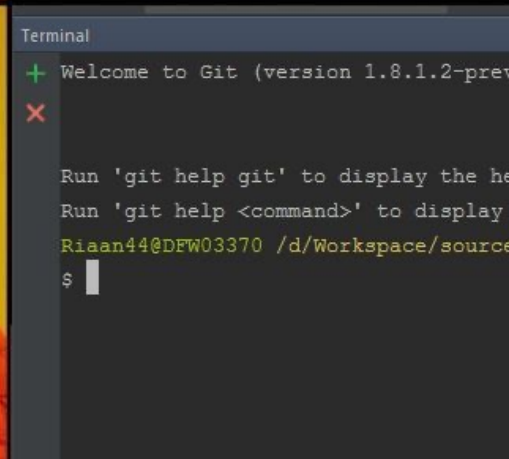 Terminal
Welcome to Git (version 1.8.1.2-prev
Run 'git help git' to display the he
Run 'git help <command>' to display
Riaan44@DFW03370 /d/Workspace/source
$